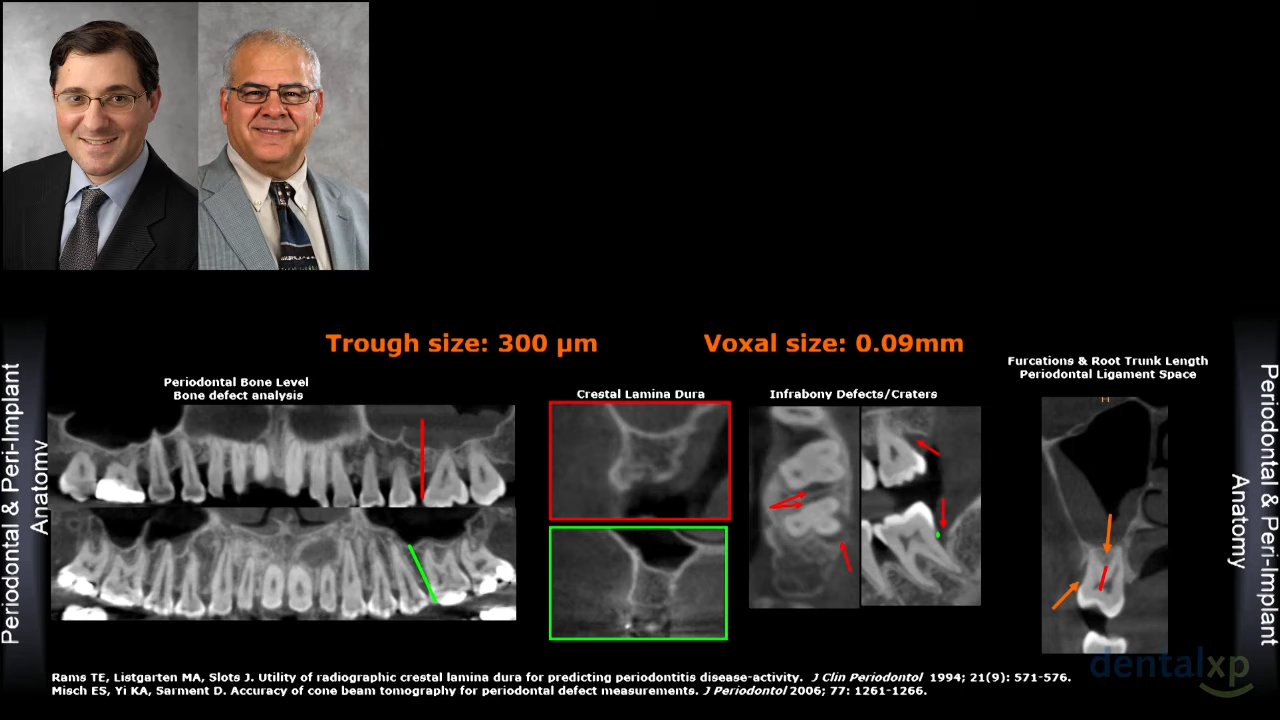 Trough size: 300 µm
Voxal size: 0.09mm
Periodontal & Peri-Implant
Anatomy
Periodontal Bone Level
Bone defect analysis
Crestal Lamina Dura
Infrabony Defects/Craters
Furcations & Root Trunk Length
Periodontal Ligament Space
H
Periodontal & Peri-Implant
Anatomy
Rams TE, Listgarten MA, Slots J. Utility of radiographic crestal lamina dura for predicting periodontitis disease-activity. J Clin Periodontol 1994; 21(9): 571-576.
Misch ES, Yi KA, Sarment D. Accuracy of cone beam tomography for periodontal defect measurements. J Periodontol 2006; 77: 1261-1266.
dentalxp